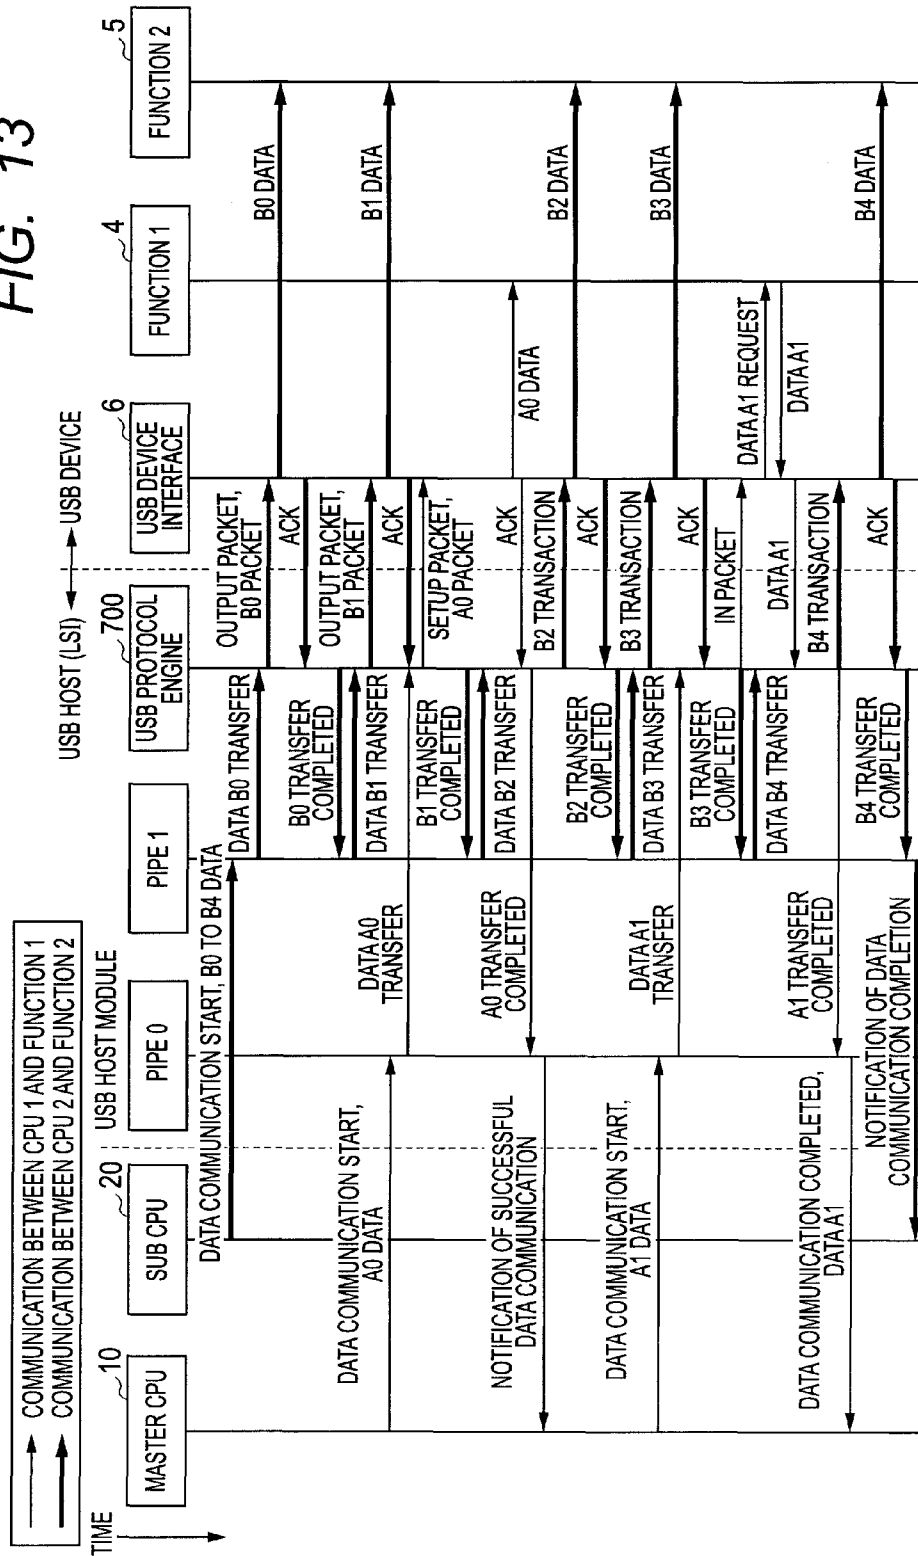 FIG. 13
COMMUNICATION BETWEEN CPU 1 AND FUNCTION 1
COMMUNICATION BETWEEN CPU 2 AND FUNCTION 2
USB HOST (LSI)
USB DEVICE
USB HOST MODULE
TIME
10
MASTER CPU
20
SUB CPU
PIPE 0
PIPE 1
700
USB PROTOCOL
ENGINE
6
USB DEVICE
INTERFACE
4
FUNCTION 1
5
FUNCTION 2
DATA COMMUNICATION START, B0 TO B4 DATA
DATA B0 TRANSFER
OUTPUT PACKET,
B0 PACKET
B0 DATA
ACK
B0 TRANSFER
COMPLETED
DATA B1 TRANSFER
OUTPUT PACKET,
B1 PACKET
B1 DATA
DATA COMMUNICATION START,
A0 DATA
DATA A0
TRANSFER
ACK
SETUP PACKET,
A0 PACKET
B1 TRANSFER
COMPLETED
DATA B2 TRANSFER
A0 DATA
ACK
A0 TRANSFER
COMPLETED
NOTIFICATION OF SUCCESSFUL
DATA COMMUNICATION
B2 TRANSACTION
B2 DATA
ACK
B2 TRANSFER
COMPLETED
DATA B3 TRANSFER
B3 TRANSACTION
B3 DATA
DATA COMMUNICATION START,
A1 DATA
DATA A1
TRANSFER
ACK
B3 TRANSFER
COMPLETED
IN PACKET
DATA B4 TRANSFER
DATA A1 REQUEST
DATA A1
DATA A1
A1 TRANSFER
COMPLETED
B4 TRANSACTION
DATA COMMUNICATION COMPLETED,
DATA A1
B4 DATA
ACK
B4 TRANSFER
COMPLETED
NOTIFICATION OF DATA
COMMUNICATION COMPLETION